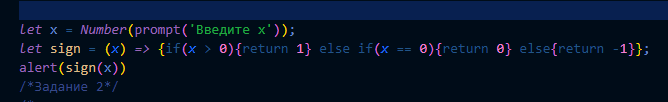 let x = Number(prompt('Введите x'));
let sign = (x) => {if(x > 0){return 1} else if(x == 0){return 0} else{return -1}};
alert(sign(x))
/*Задание 2*/